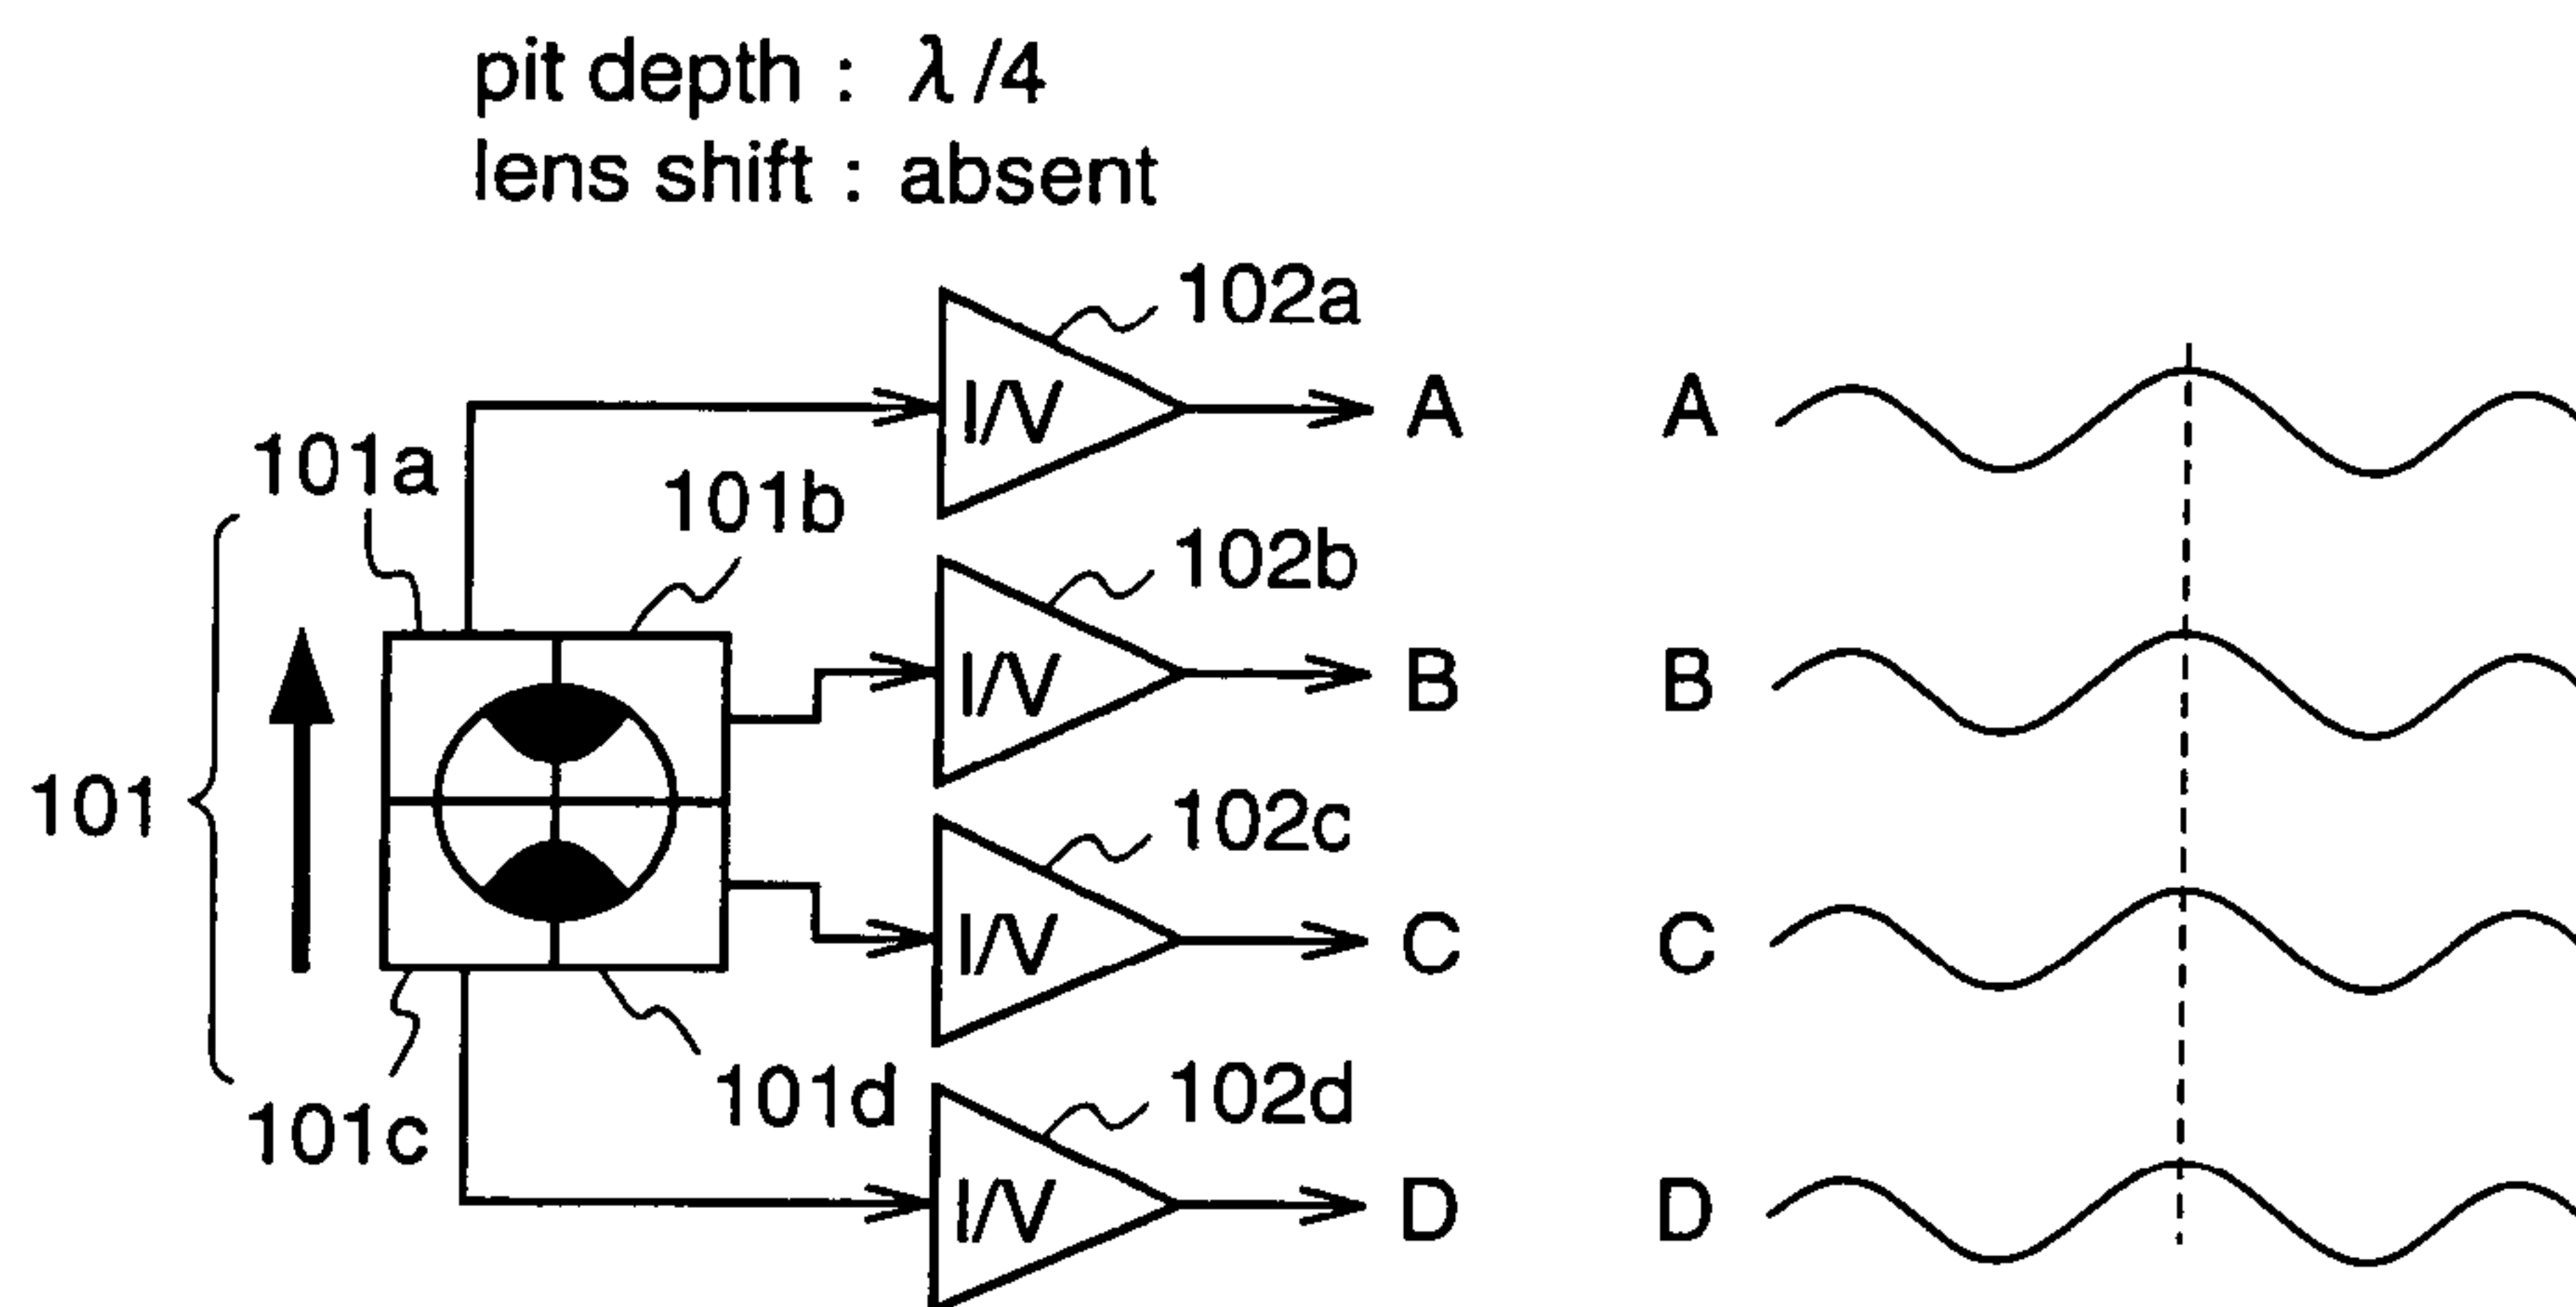 pit depth : λ/4
lens shift : absent
102a
I/V
A
A
101a
101b
102b
I/V
B
B
101
102c
I/V
C
C
101c
101d
102d
I/V
D
D